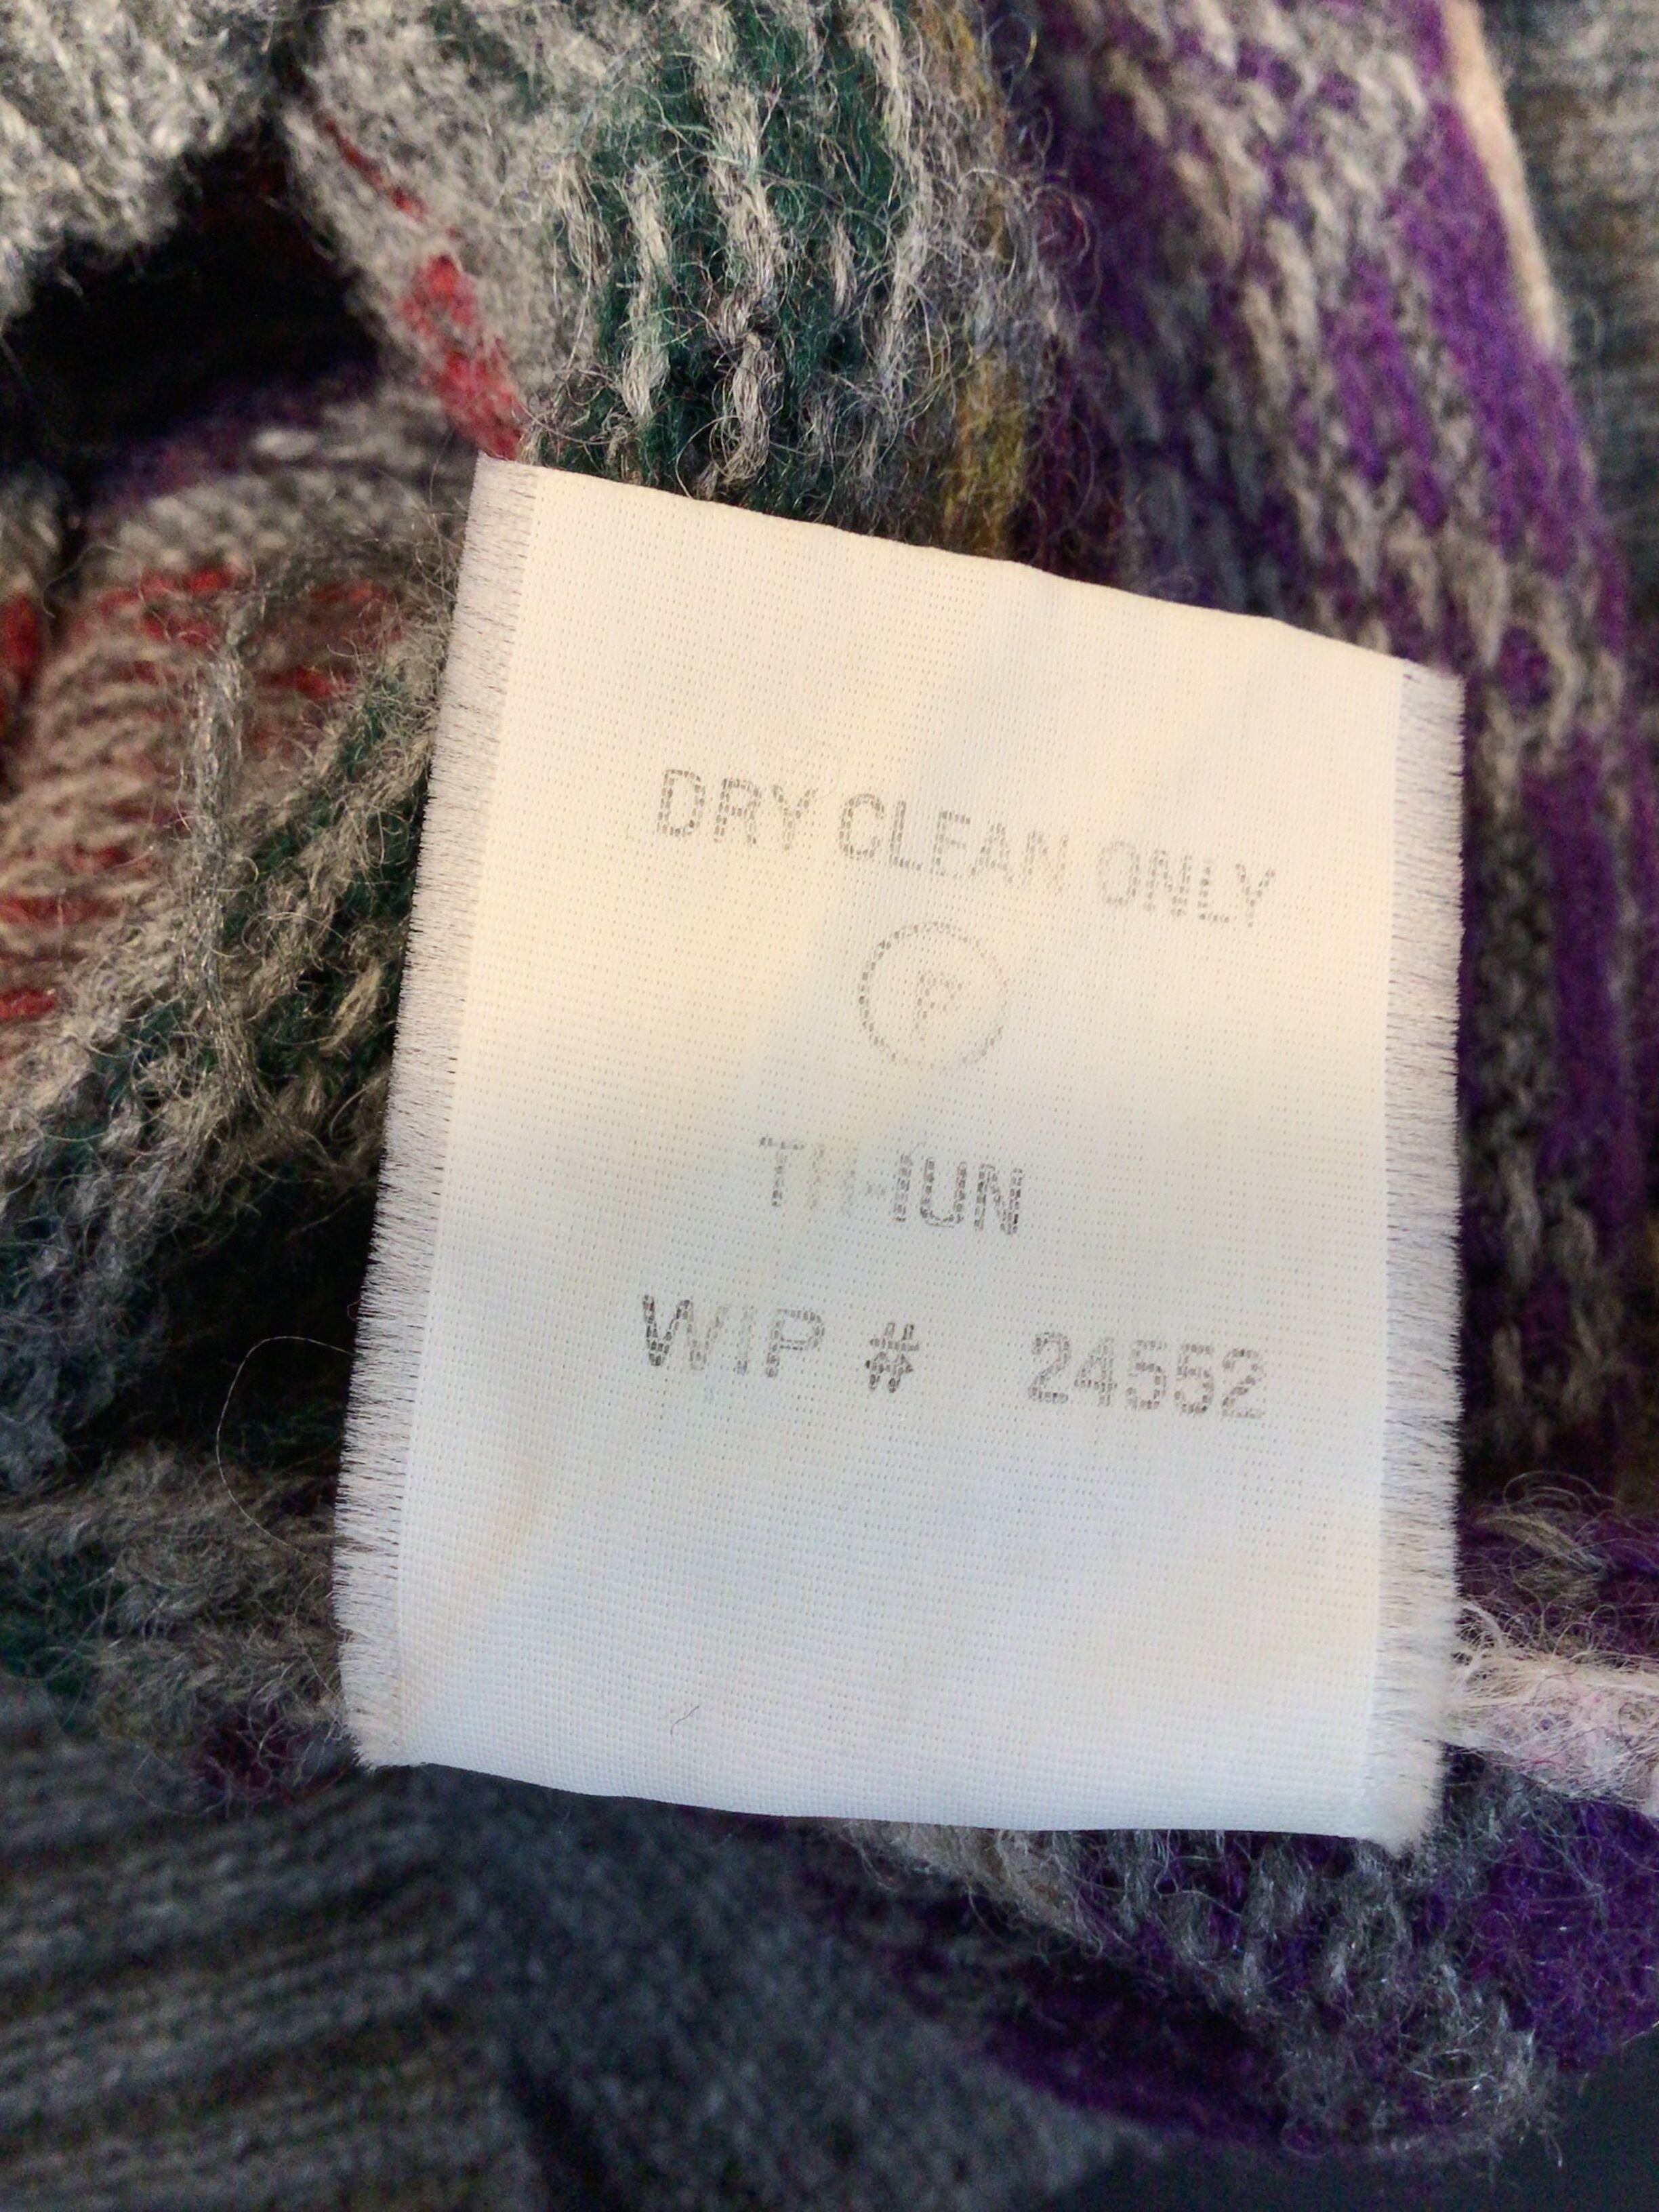 DRY CLEAN ONLY
P
WIP # 24552